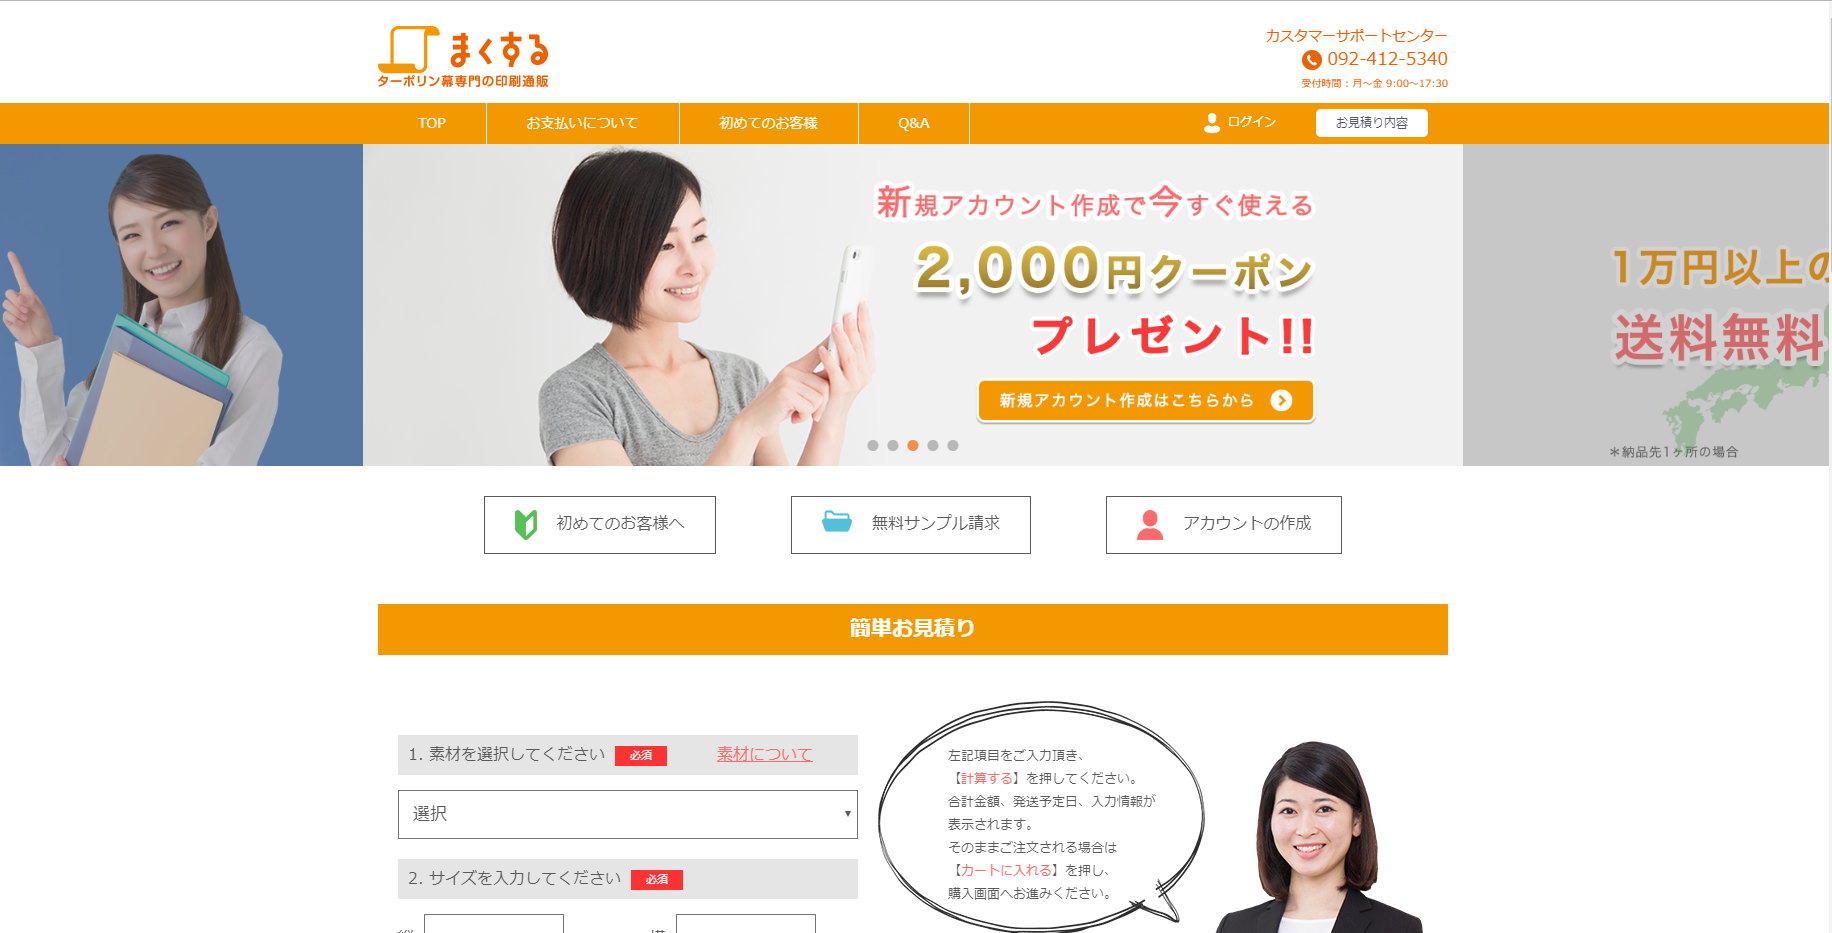 まくする
ターポリン幕専門の印刷通販
カスタマーサポートセンター
092-412-5340
受付時間：月〜金 9:00〜17:30
TOP
お支払いについて
初めてのお客様
Q&A
ログイン
お見積り内容
新規アカウント作成で今すぐ使える
2,000円クーポン
プレゼント!!
新規アカウント作成はこちらから
1万円以上の
送料無料
＊納品先1ヶ所の場合
初めてのお客様へ
無料サンプル請求
アカウントの作成
簡単お見積り
1. 素材を選択してください 必須 素材について
選択
2. サイズを入力してください 必須
左記項目をご入力頂き、
【計算する】を押してください。
合計金額、発送予定日、入力情報が
表示されます。
そのままご注文される場合は
【カートに入れる】を押し、
購入画面へお進みください。